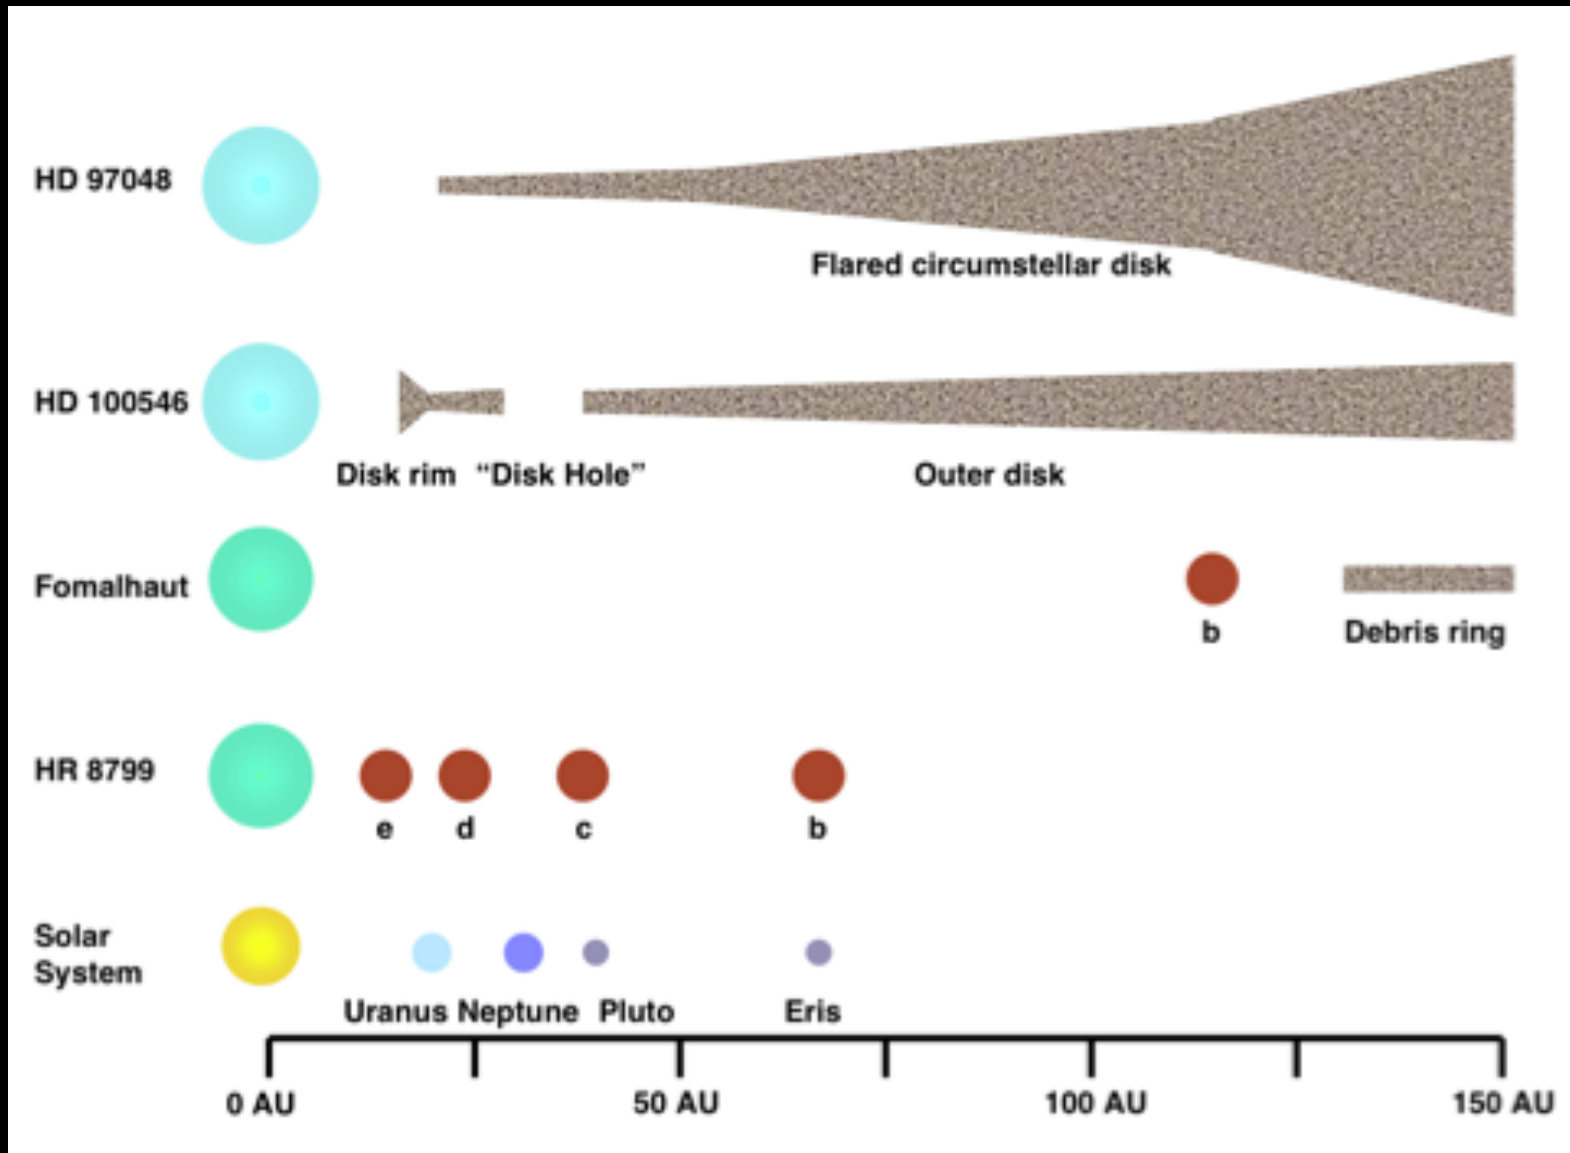 HD 97048
Flared circumstellar disk
HD 100546
Disk rim “Disk Hole” Outer disk
Fomalhaut
b Debris ring
HR 8799
e d c b
Solar
System
Uranus Neptune Pluto Eris
0 AU 50 AU 100 AU 150 AU